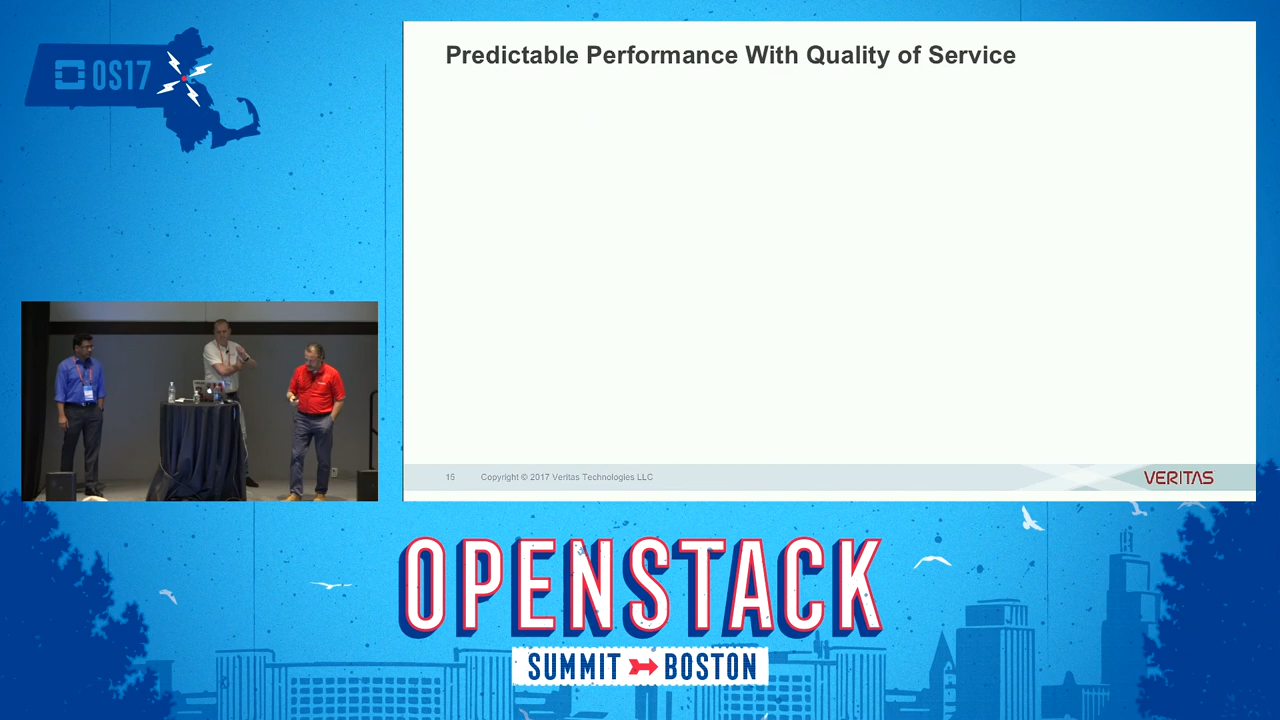 OS17
Predictable Performance With Quality of Service
15 Copyright © 2017 Veritas Technologies LLC
VERITAS
OPENSTACK
SUMMIT BOSTON